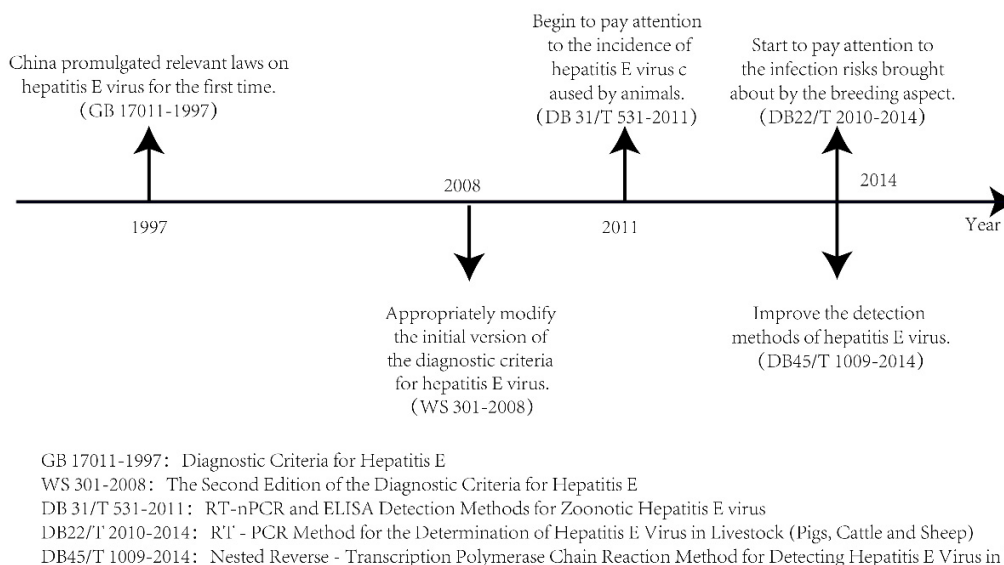 China promulgated relevant laws on
hepatitis E virus for the first time.
(GB 17011-1997)
Begin to pay attention
to the incidence of
hepatitis E virus c
aused by animals.
(DB 31/T 531-2011)
Start to pay attention to
the infection risks brought
about by the breeding aspect.
(DB22/T 2010-2014)
2008
2014
1997
2011
Year
Appropriately modify
the initial version of
the diagnostic criteria
for hepatitis E virus.
(WS 301-2008)
Improve the detection
methods of hepatitis E virus.
(DB45/T 1009-2014)
GB 17011-1997: Diagnostic Criteria for Hepatitis E
WS 301-2008: The Second Edition of the Diagnostic Criteria for Hepatitis E
DB 31/T 531-2011: RT-nPCR and ELISA Detection Methods for Zoonotic Hepatitis E virus
DB22/T 2010-2014: RT - PCR Method for the Determination of Hepatitis E Virus in Livestock (Pigs, Cattle and Sheep)
DB45/T 1009-2014: Nested Reverse - Transcription Polymerase Chain Reaction Method for Detecting Hepatitis E Virus in